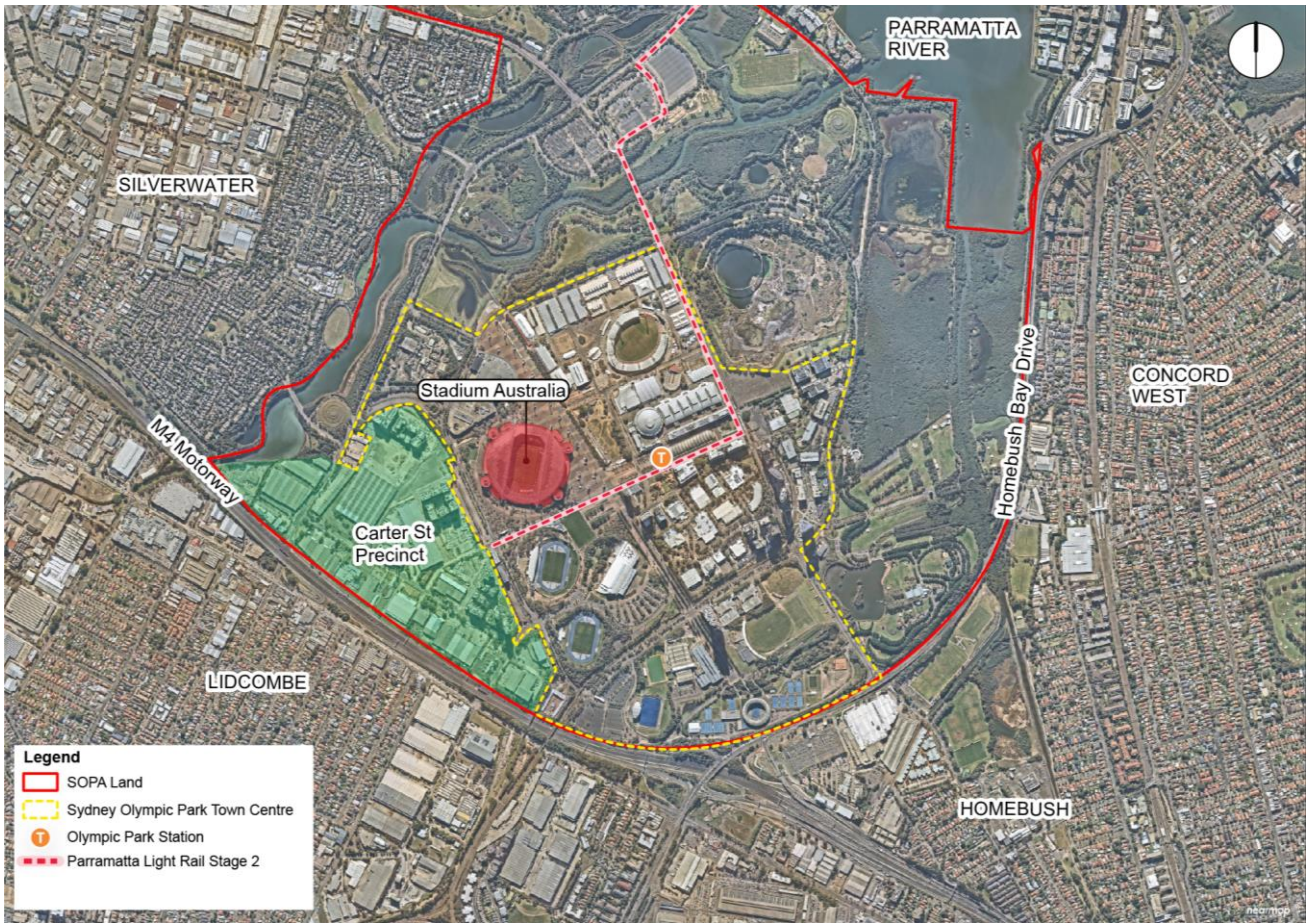 PARRAMATTA
RIVER
SILVERWATER
Stadium Australia
CONCORD
WEST
Homebush Bay Drive
M4 Motorway
Carter St
Precinct
T
LIDCOMBE
HOMEBUSH
Legend
SOPA Land
Sydney Olympic Park Town Centre
T
Olympic Park Station
Parramatta Light Rail Stage 2
nearmap